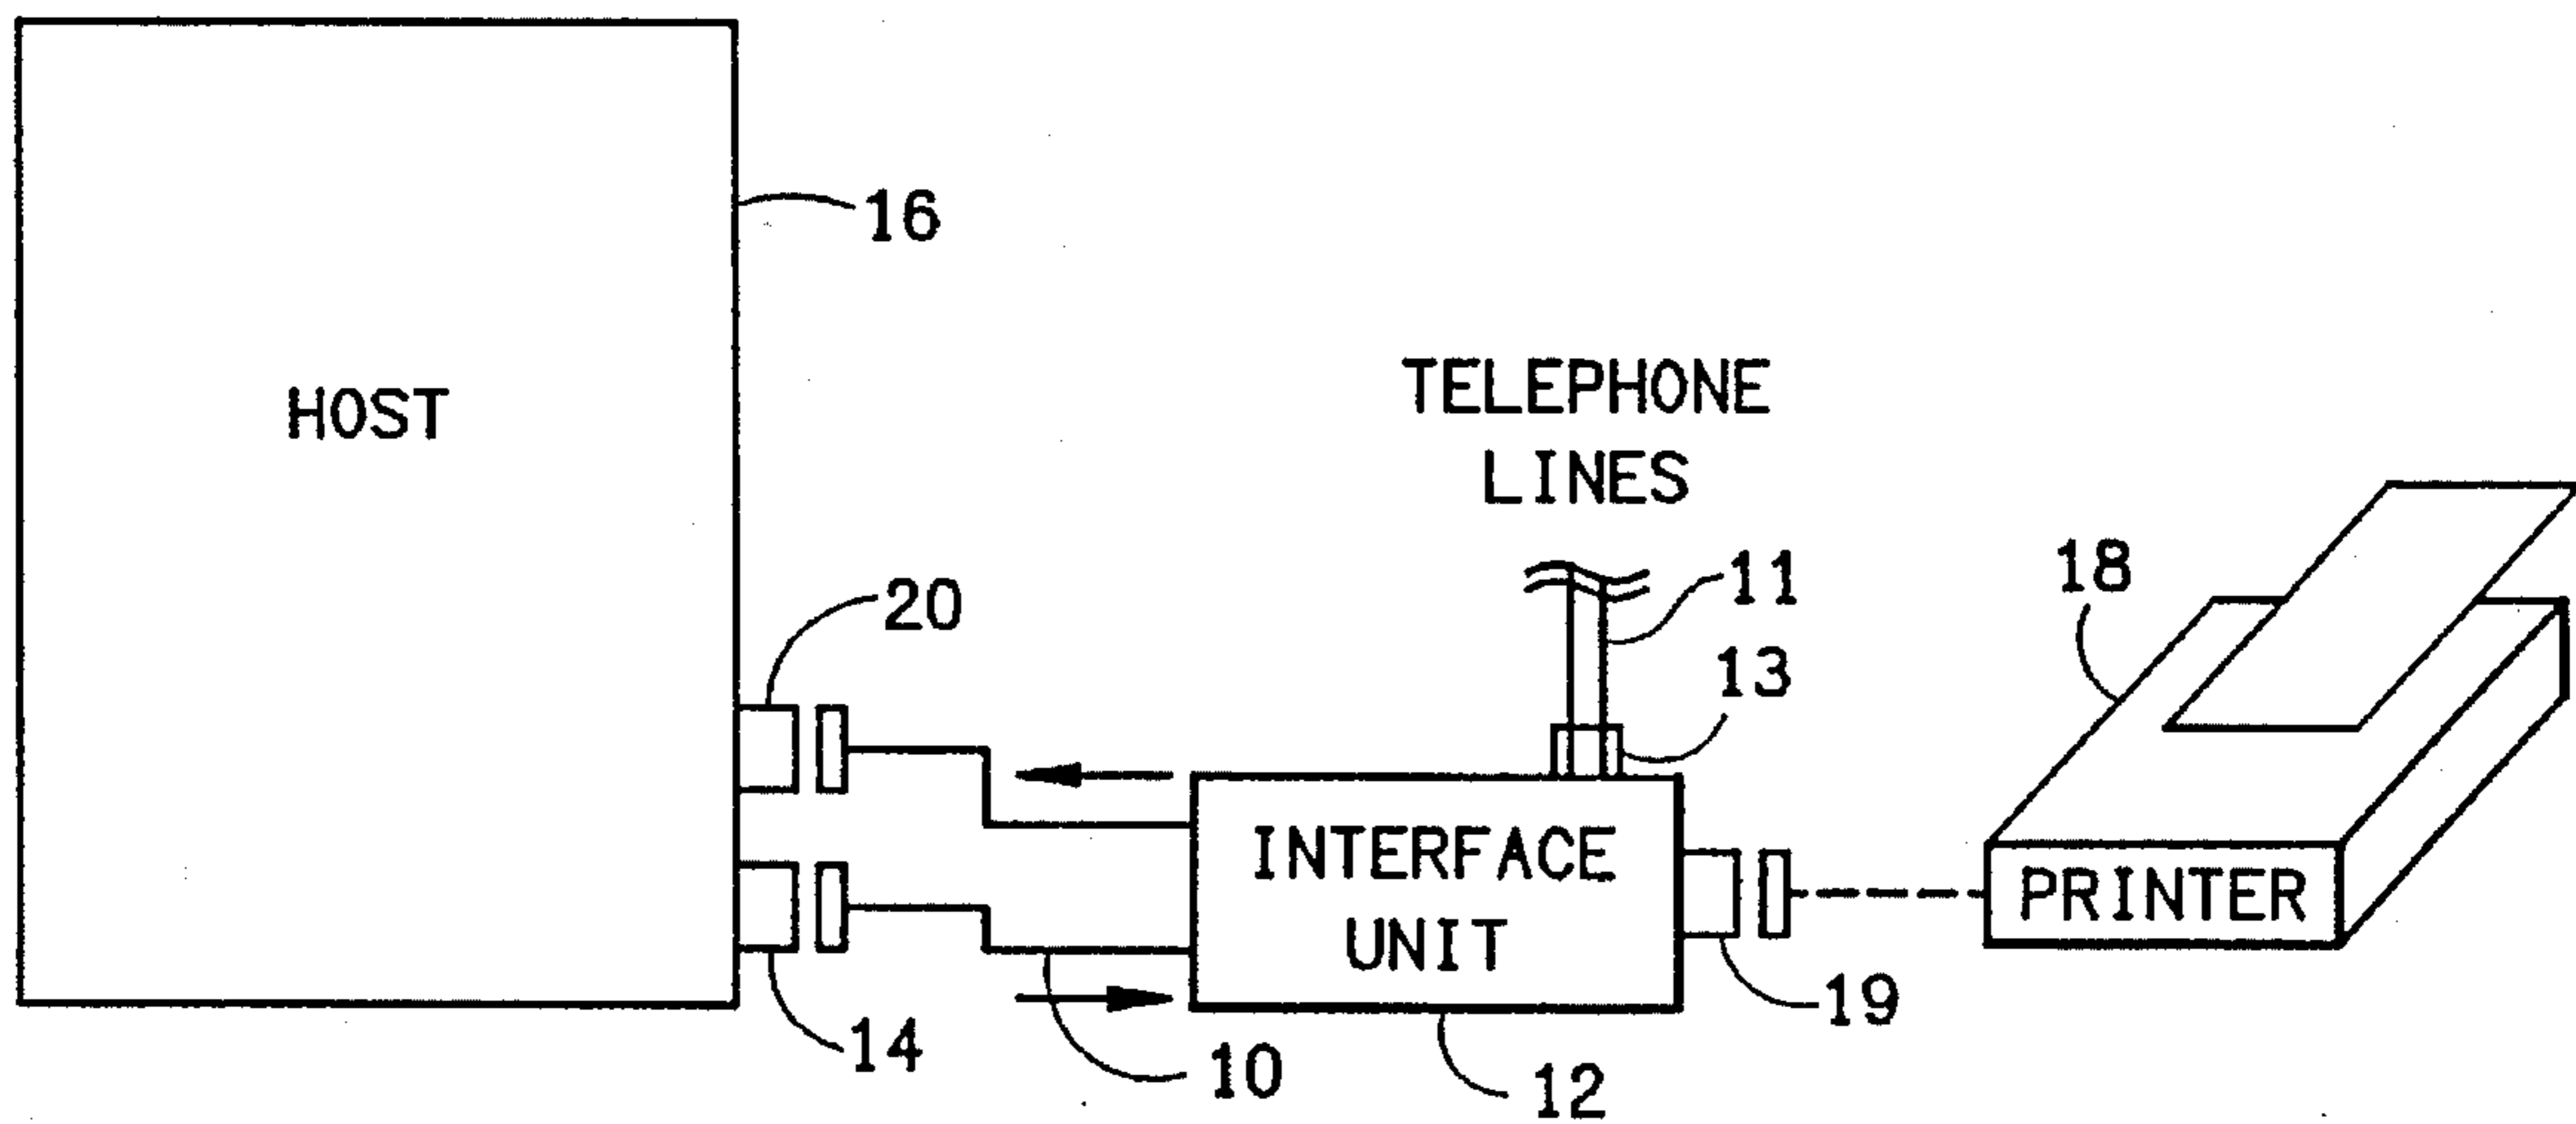 16
HOST
TELEPHONE
LINES
11
18
20
13
INTERFACE
UNIT
PRINTER
19
14
10
12